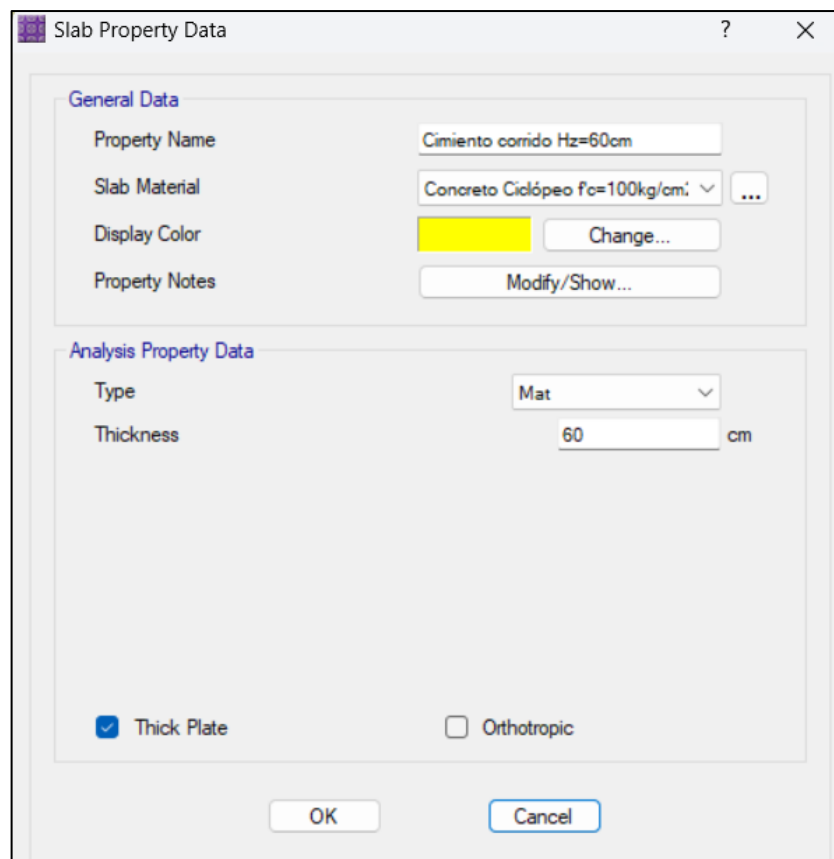 Slab Property Data ?
General Data
Property Name Cimiento corrido Hz=60cm
Slab Material Concreto Ciclópeo f'c=100kg/cm ...
Display Color Change...
Property Notes Modify/Show...
Analysis Property Data
Type Mat
Thickness 60 cm
Thick Plate Orthotropic
OK Cancel